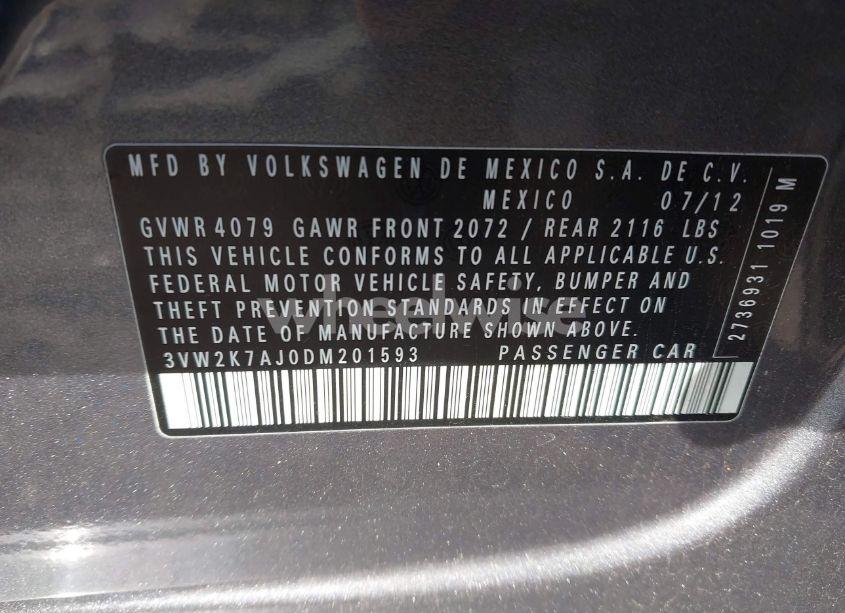 MFD BY VOLKSWAGEN DE MEXICO S.A. DE C.V.
MEXICO 07/12
GVWR 4079 GAWR FRONT 2072 / REAR 2116 LBS
THIS VEHICLE CONFORMS TO ALL APPLICABLE U.S.
FEDERAL MOTOR VEHICLE SAFETY, BUMPER AND
THEFT PREVENTION STANDARDS IN EFFECT ON
THE DATE OF MANUFACTURE SHOWN ABOVE.
3VW2K7AJ0DM201593 PASSENGER CAR
2736931 1019 M
wheelwise